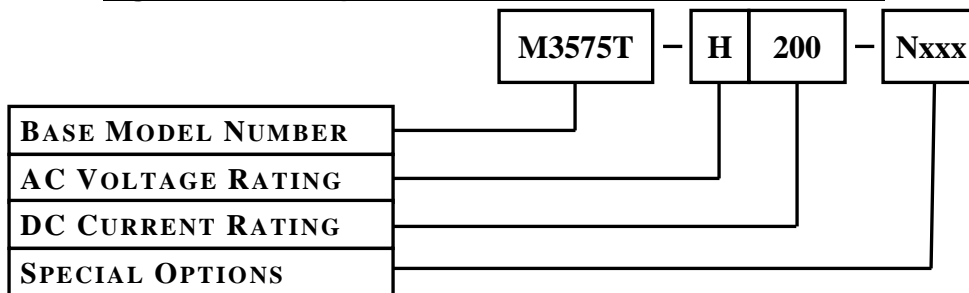 M3575T – H 200 – Nxxx
BASE MODEL NUMBER
AC VOLTAGE RATING
DC CURRENT RATING
SPECIAL OPTIONS